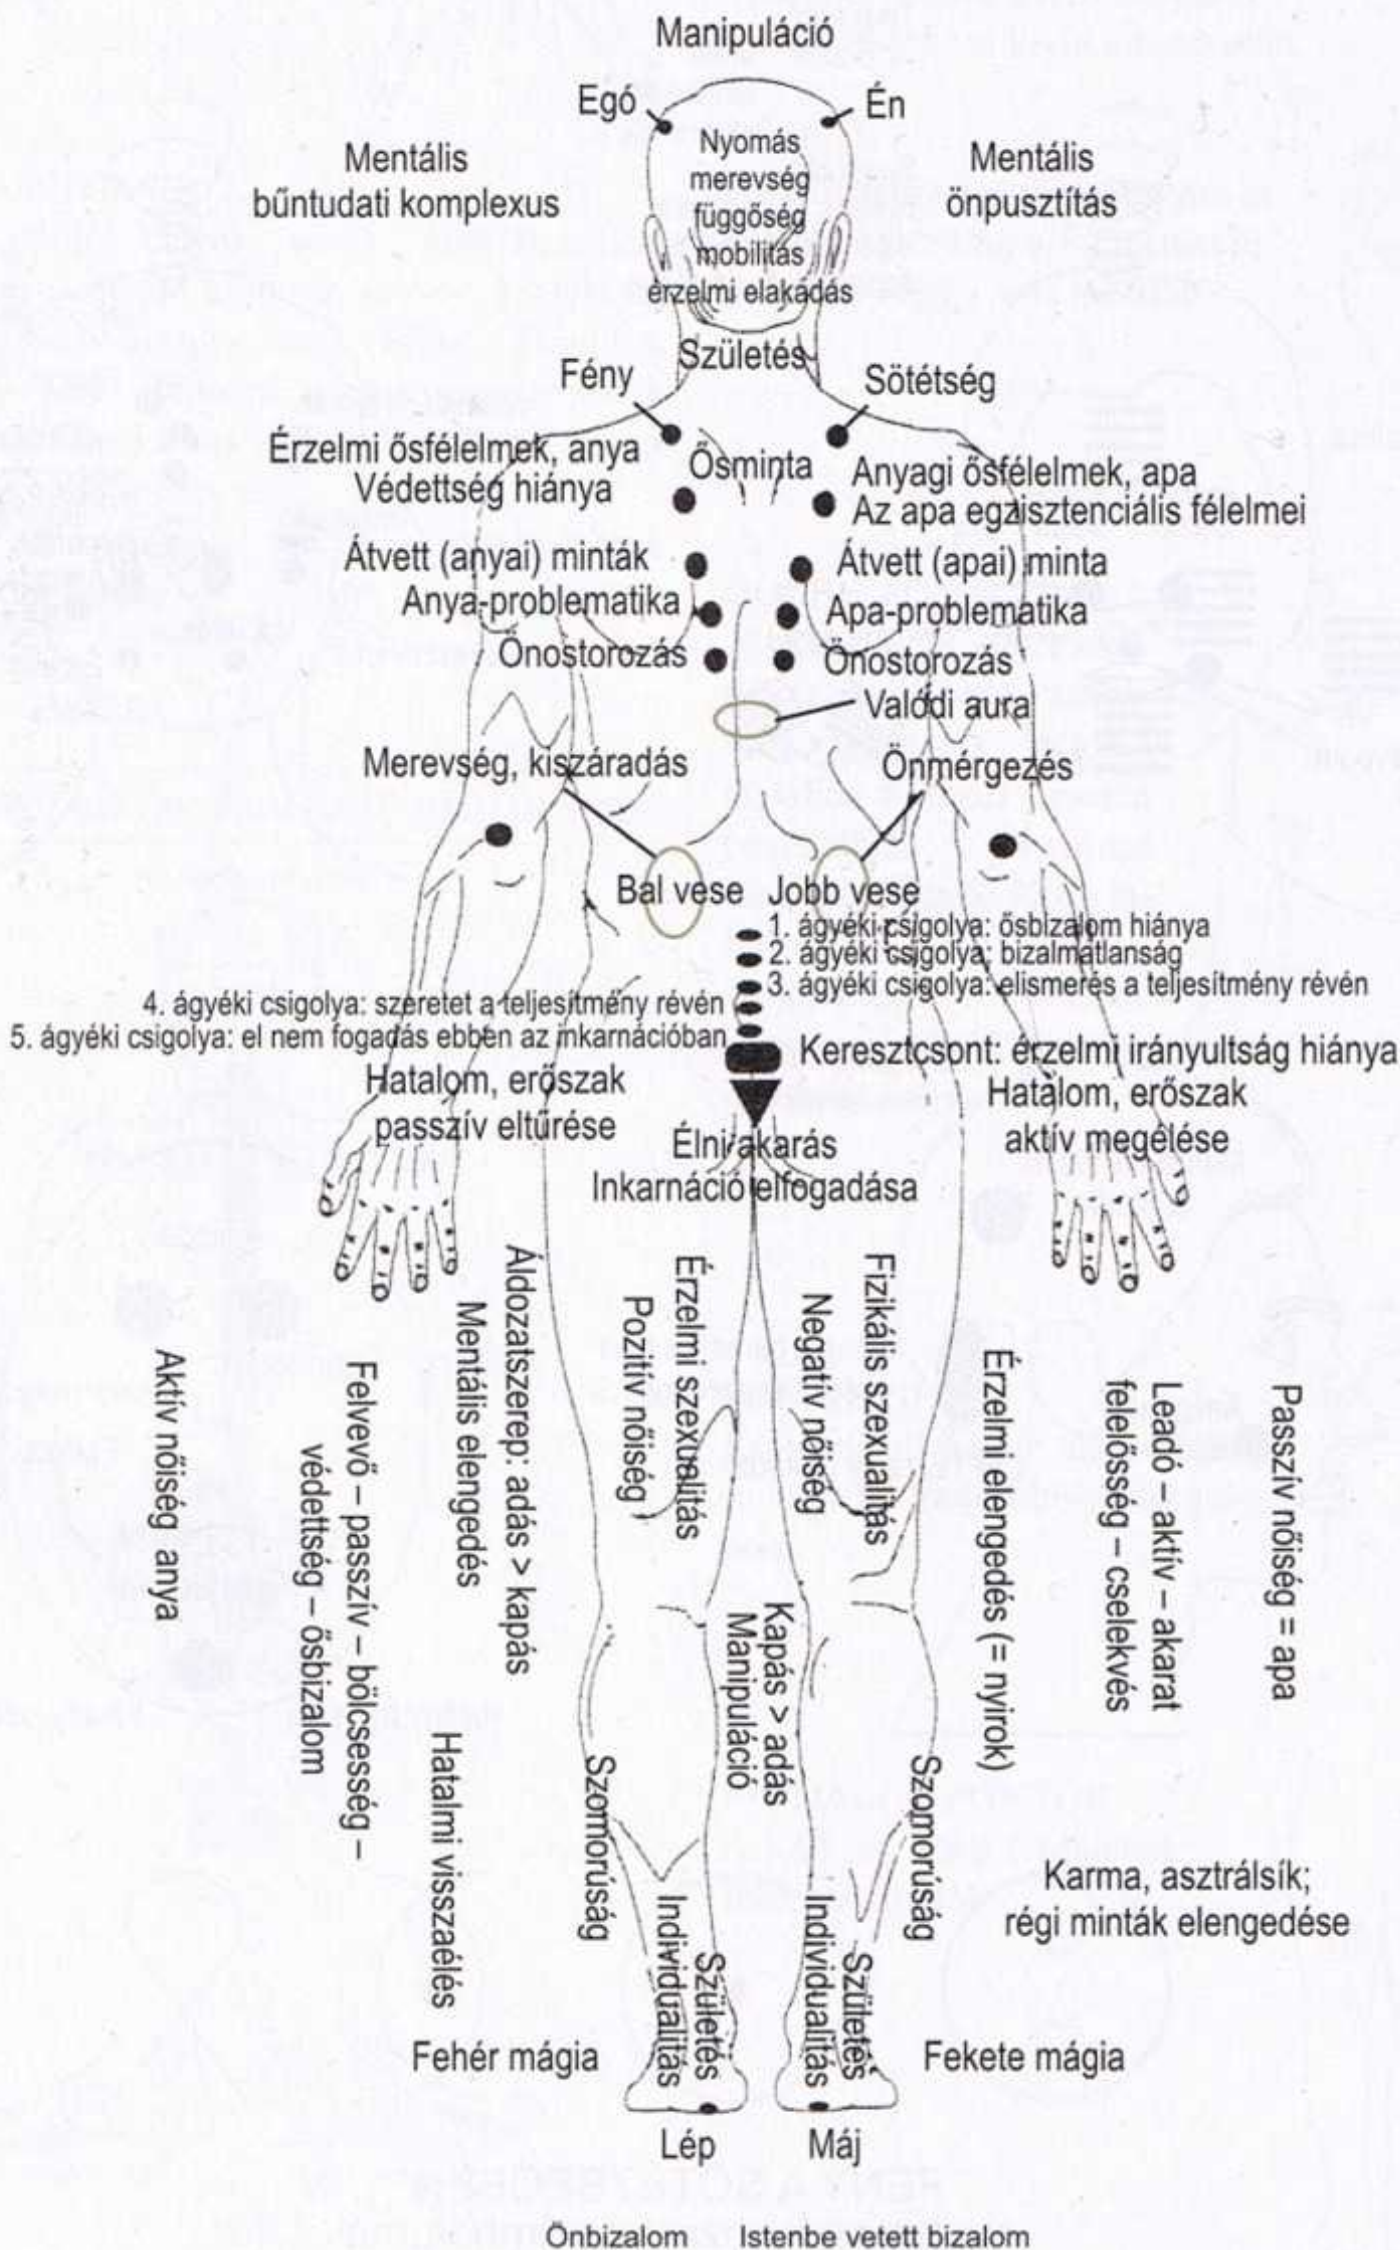 Manipuláció
Egó
Én
Mentális
bűntudati komplexus
Nyomás
merevség
függőség
mobilitás
érzelmi elakadás
Mentális
önpusztítás
Születés
Fény
Sötétség
Érzelmi ősfélelmek, anya
Védettség hiánya
Ősminta
Anyagi ősfélelmek, apa
Az apa egzisztenciális félelmei
Átvett (anyai) minták
Átvett (apai) minta
Anya-problematika
Apa-problematika
Önostorozás
Önostorozás
Valódi aura
Merevség, kiszáradás
Önmérgezés
Bal vese
Jobb vese
1. ágyéki csigolya: ősbizalom hiánya
2. ágyéki csigolya: bizalmatlanság
3. ágyéki csigolya: elismerés a teljesítmény révén
4. ágyéki csigolya: szeretet a teljesítmény révén
5. ágyéki csigolya: el nem fogadás ebben az inkarnációban
Keresztcsont: érzelmi irányultság hiánya
Hatalom, erőszak
passzív eltűrése
Hatalom, erőszak
aktív megélése
Élni akarás
Inkarnáció elfogadása
Aktív nőiség anya
Felvevő – passzív – bölcsesség –
védettség – ősbizalom
Áldozatszerep: adás > kapás
Mentális elengedés
Hatalmi visszaélés
Érzelmi szexualitás
Pozitív nőiség
Fizikális szexualitás
Negatív nőiség
Kapás > adás
Manipuláció
Érzelmi elengedés (= nyirok)
Leadó – aktív – akarat
felelősség – cselekvés
Passzív nőiség = apa
Szomorúság
Szomorúság
Karma, asztrálsík;
régi minták elengedése
Születés
Individualitás
Születés
Individualitás
Fehér mágia
Fekete mágia
Lép
Máj
Önbizalom
Istenbe vetett bizalom